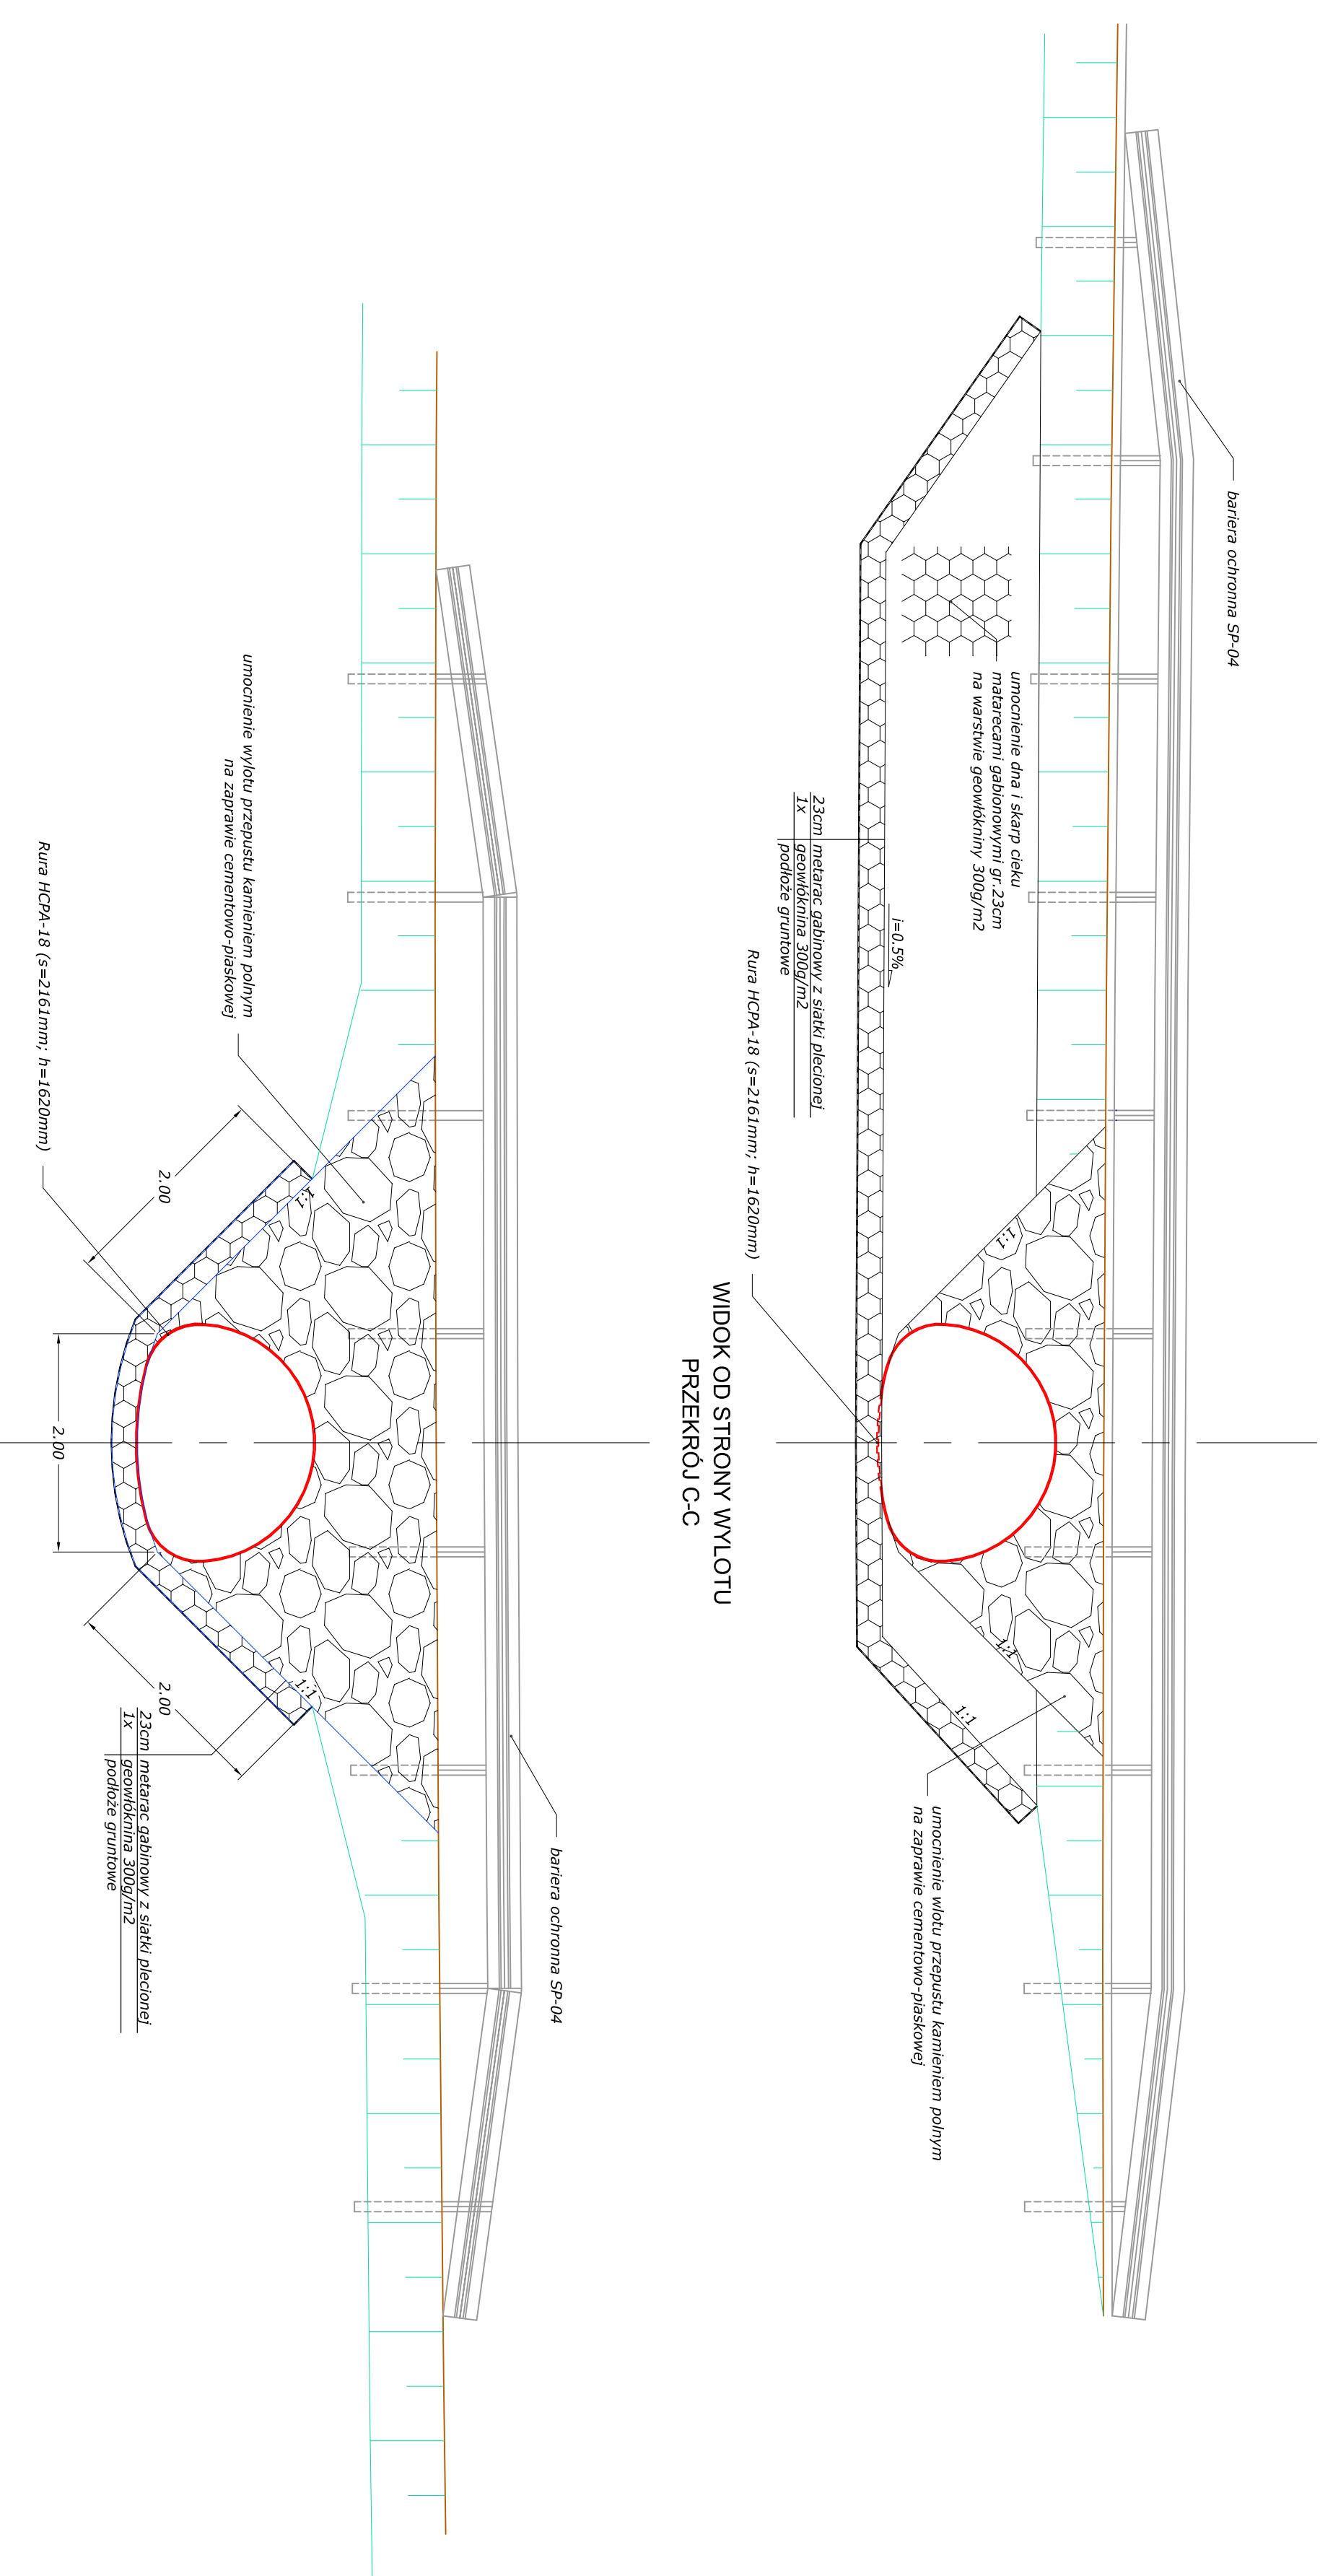 bariera ochronna SP-04
umocnienie dna i skarp cieku
matarecami gabionowymi gr.23cm
na warstwie geowłókniny 300g/m2
i=0.5%
23cm metarac gabinowy z siatki plecionej
1x geowłóknina 300g/m2
podłoże gruntowe
Rura HCPA-18 (s=2161mm; h=1620mm)
1:1
1:1
1:1
umocnienie wlotu przepustu kamieniem polnym
na zaprawie cementowo-piaskowej
WIDOK OD STRONY WYLOTU
PRZEKRÓJ C-C
bariera ochronna SP-04
umocnienie wylotu przepustu kamieniem polnym
na zaprawie cementowo-piaskowej
Rura HCPA-18 (s=2161mm; h=1620mm)
2.00
1:1
2.00
1:1
2.00
23cm metarac gabinowy z siatki plecionej
1x geowłóknina 300g/m2
podłoże gruntowe